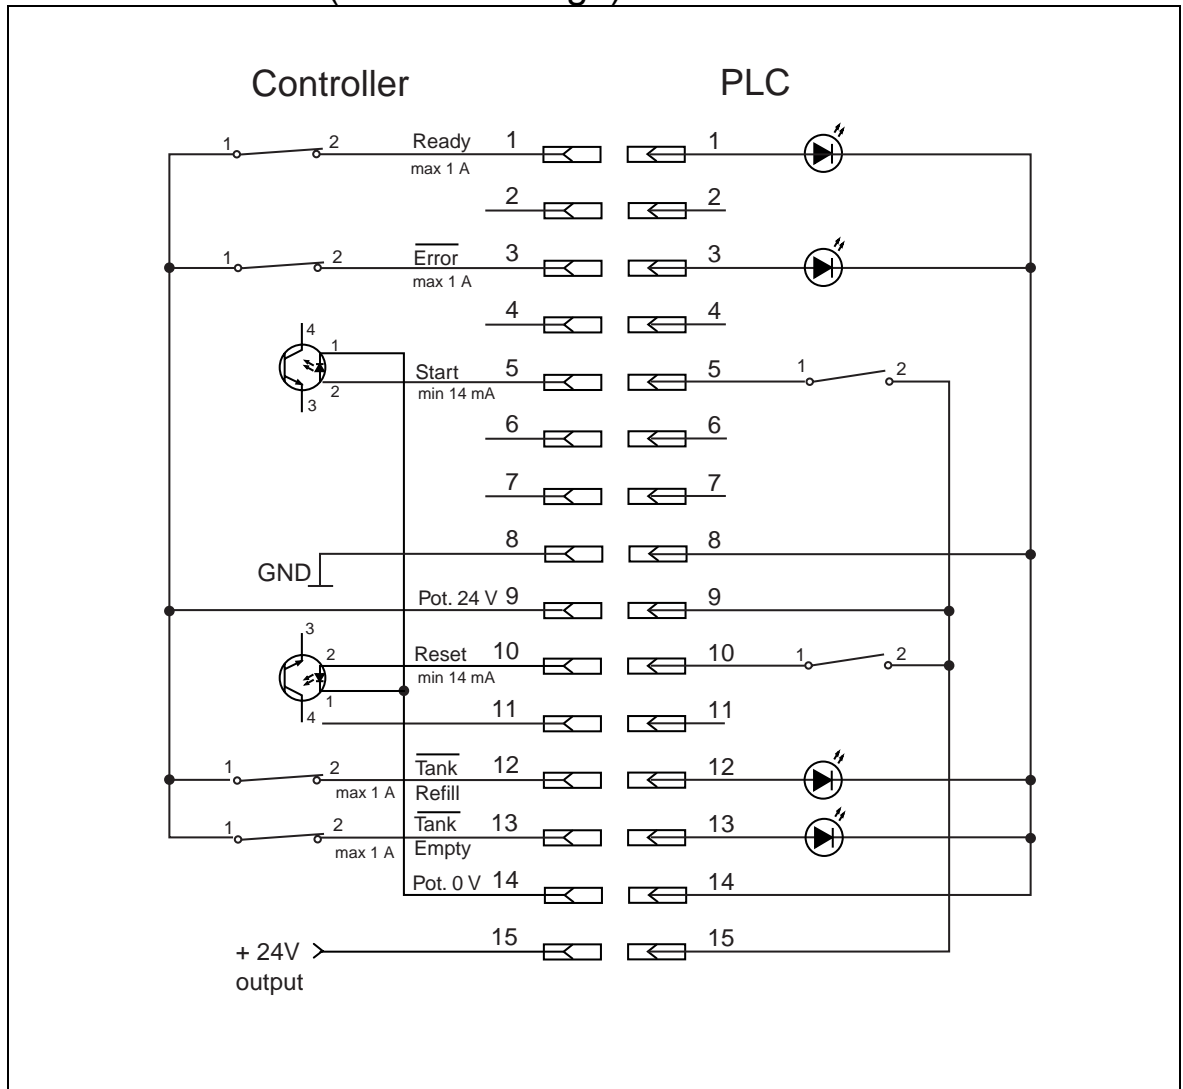 Controller PLC
1 2 Ready 1 1
max 1 A
2 2
1 2 Error 3 3
max 1 A
4 4
4
1 Start 5 5 1 2
2 min 14 mA
3
6 6
7 7
8 8
GND
Pot. 24 V 9 9
3
2 Reset 10 10 1 2
min 14 mA
1
4 11 11
1 2 Tank 12 12
max 1 A Refill
1 2 Tank 13 13
max 1 A Empty
Pot. 0 V 14 14
+ 24V 15 15
output